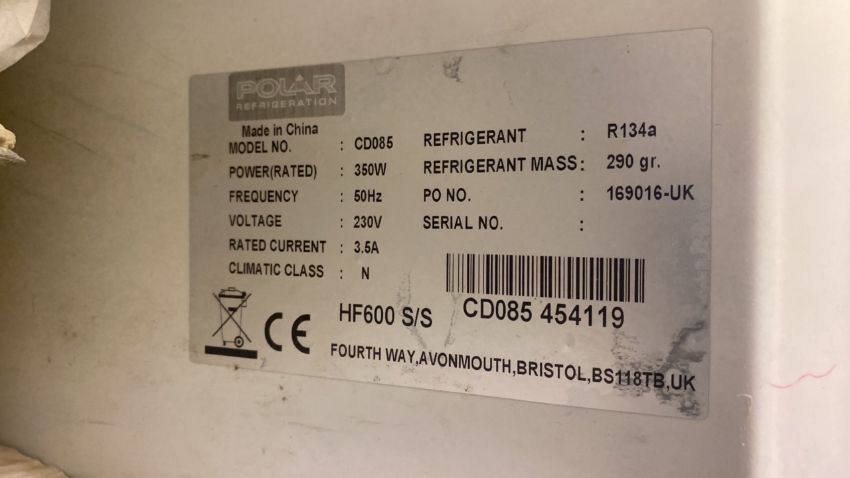 POLAR
REFRIGERATION
Made in China
MODEL NO. : CD085
POWER(RATED) : 350W
FREQUENCY : 50Hz
VOLTAGE : 230V
RATED CURRENT : 3.5A
CLIMATIC CLASS : N
REFRIGERANT : R134a
REFRIGERANT MASS : 290 gr.
PO NO. : 169016-UK
SERIAL NO. :
CD085 454119
CE HF600 S/S
FOURTH WAY,AVONMOUTH,BRISTOL,BS118TB,UK